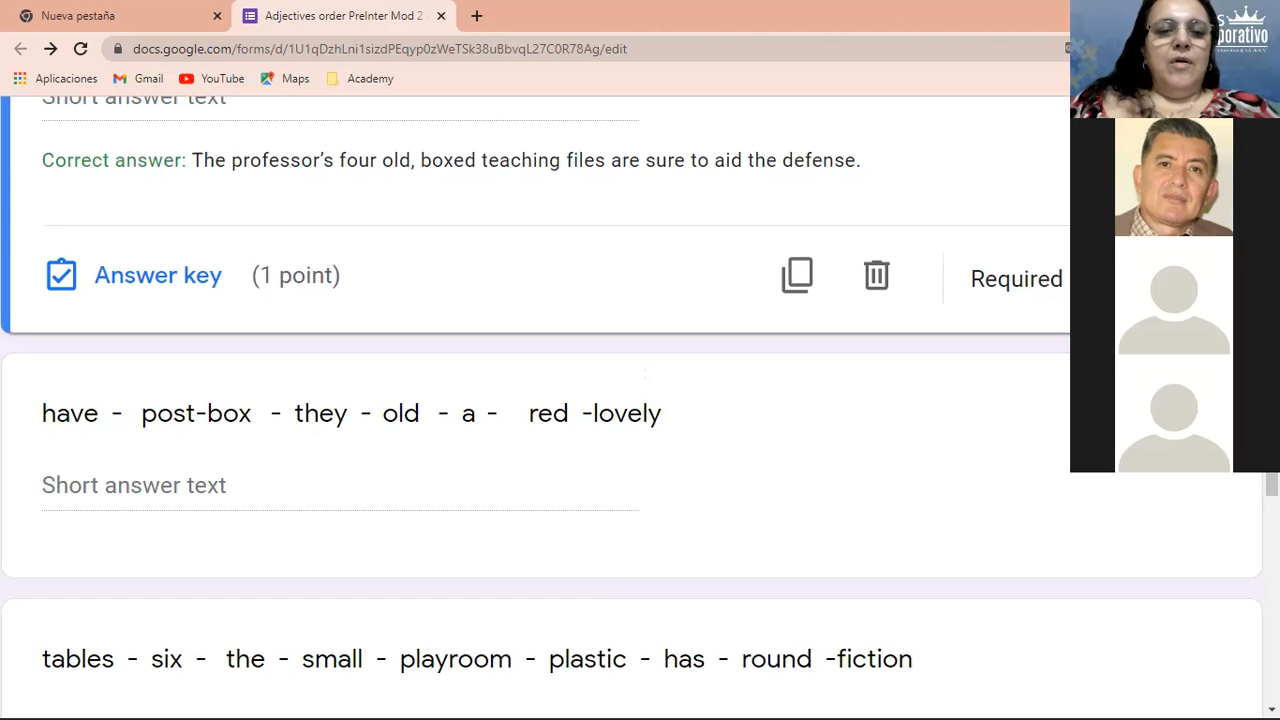 Nueva pestaña
Adjectives order PreInter Mod 2
docs.google.com/forms/d/1U1qDzhLni1sizdPEqyp0zWeTSk38uBbvqL27C0R78Ag/edit
Aplicaciones Gmail YouTube Maps Academy
Short answer text
Correct answer: The professor's four old, boxed teaching files are sure to aid the defense.
Answer key (1 point)
Required
have - post-box - they - old - a - red -lovely
Short answer text
tables - six - the - small - playroom - plastic - has - round -fiction